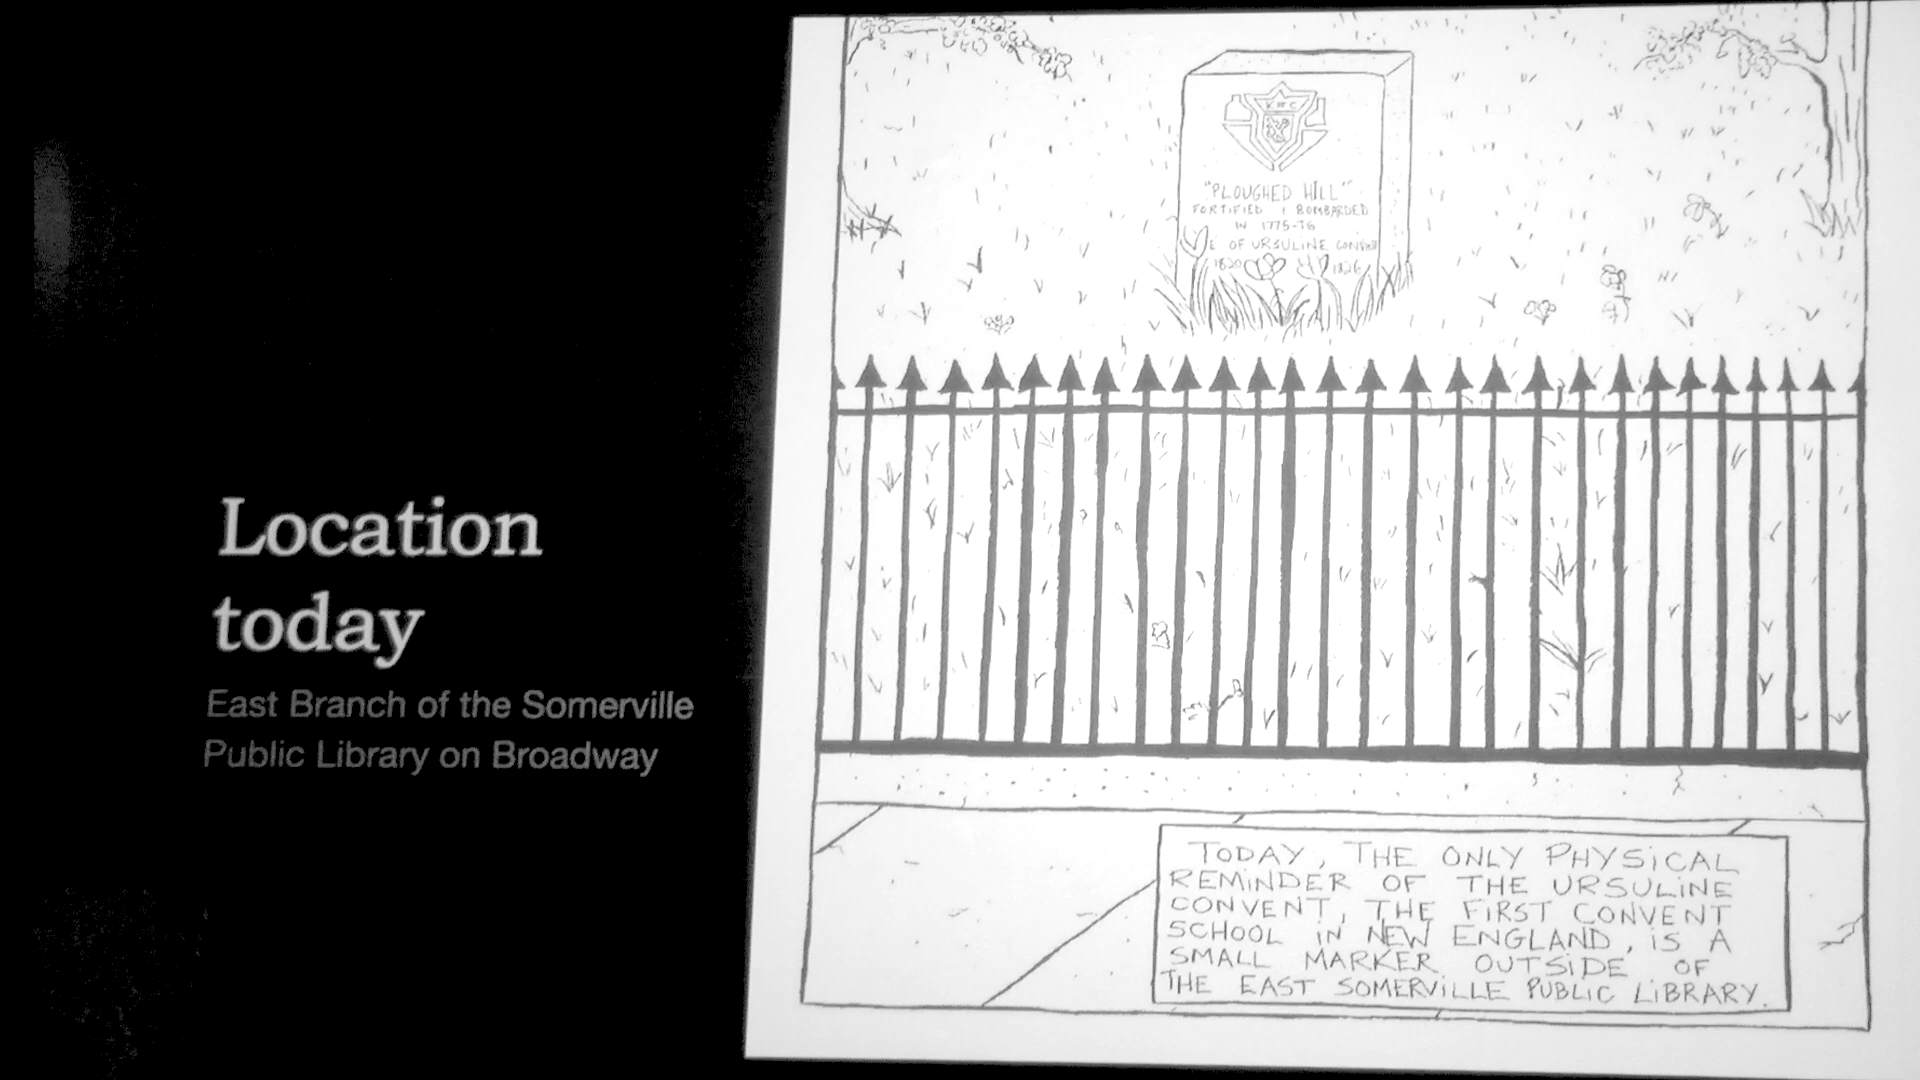 Location
today
East Branch of the Somerville
Public Library on Broadway
K OF C
"PLOUGHED HILL"
FORTIFIED & BOMBARDED
IN 1775-76
OF URSULINE CONVENT
1820 1826
TODAY, THE ONLY PHYSICAL
REMINDER OF THE URSULINE
CONVENT, THE FIRST CONVENT
SCHOOL IN NEW ENGLAND, IS A
SMALL MARKER OUTSIDE OF
THE EAST SOMERVILLE PUBLIC LIBRARY.